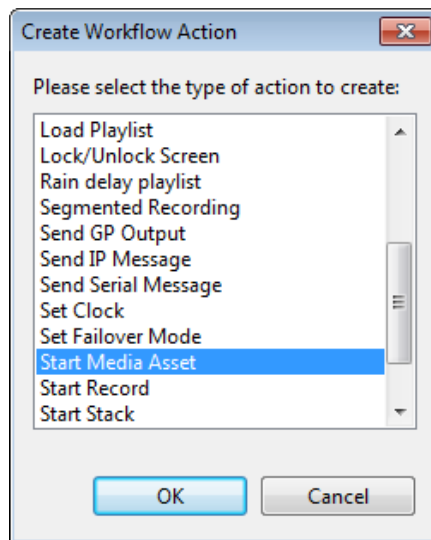 Create Workflow Action
Please select the type of action to create:
Load Playlist
Lock/Unlock Screen
Rain delay playlist
Segmented Recording
Send GP Output
Send IP Message
Send Serial Message
Set Clock
Set Failover Mode
Start Media Asset
Start Record
Start Stack
OK Cancel